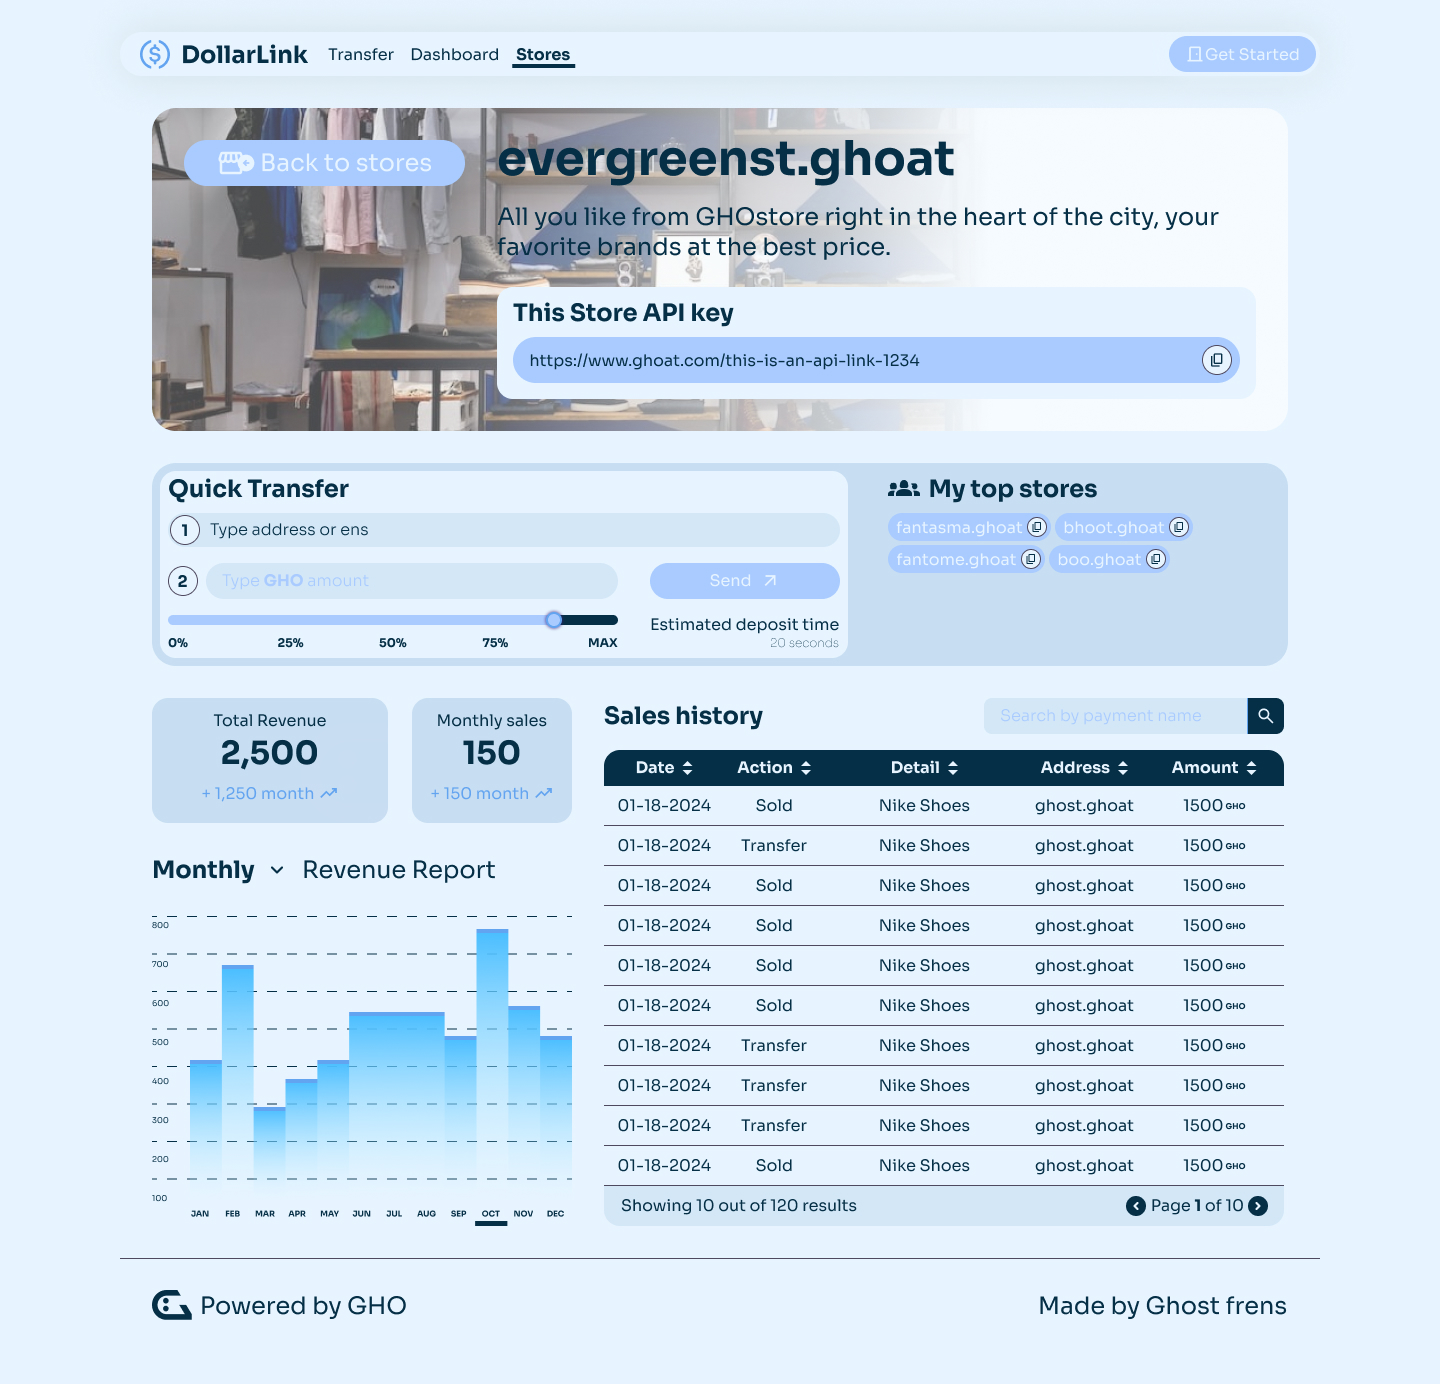 DollarLink Transfer Dashboard Stores Get Started
Back to stores
evergreenst.ghoat
All you like from GHOstore right in the heart of the city, your
favorite brands at the best price.
This Store API key
https://www.ghoat.com/this-is-an-api-link-1234
Quick Transfer
1 Type address or ens
2 Type GHO amount Send
Estimated deposit time
0% 25% 50% 75% MAX 20 seconds
My top stores
fantasma.ghoat bhoot.ghoat
fantome.ghoat boo.ghoat
Total Revenue
2,500
+ 1,250 month
Monthly sales
150
+ 150 month
Monthly Revenue Report
800
700
600
500
400
300
200
100
JAN FEB MAR APR MAY JUN JUL AUG SEP OCT NOV DEC
Sales history Search by payment name
Date Action Detail Address Amount
01-18-2024 Sold Nike Shoes ghost.ghoat 1500 GHO
01-18-2024 Transfer Nike Shoes ghost.ghoat 1500 GHO
01-18-2024 Sold Nike Shoes ghost.ghoat 1500 GHO
01-18-2024 Sold Nike Shoes ghost.ghoat 1500 GHO
01-18-2024 Sold Nike Shoes ghost.ghoat 1500 GHO
01-18-2024 Sold Nike Shoes ghost.ghoat 1500 GHO
01-18-2024 Transfer Nike Shoes ghost.ghoat 1500 GHO
01-18-2024 Transfer Nike Shoes ghost.ghoat 1500 GHO
01-18-2024 Transfer Nike Shoes ghost.ghoat 1500 GHO
01-18-2024 Sold Nike Shoes ghost.ghoat 1500 GHO
Showing 10 out of 120 results Page 1 of 10
Powered by GHO Made by Ghost frens